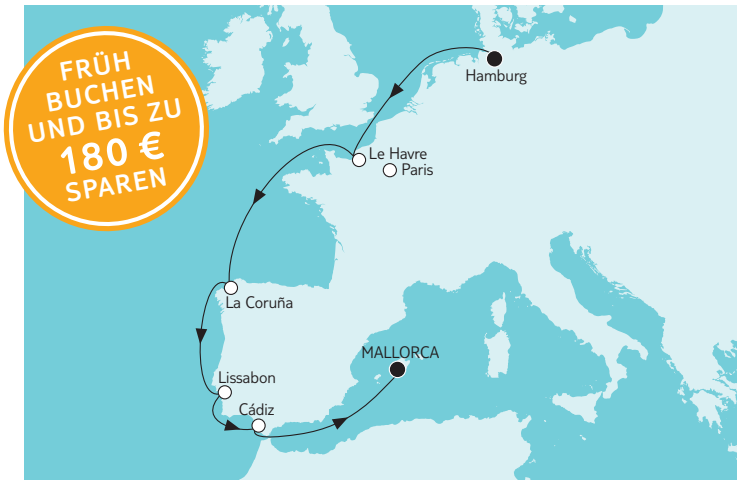 FRÜH
BUCHEN
UND BIS ZU
180 €
SPAREN
Hamburg
Le Havre
Paris
La Coruña
MALLORCA
Lissabon
Cádiz